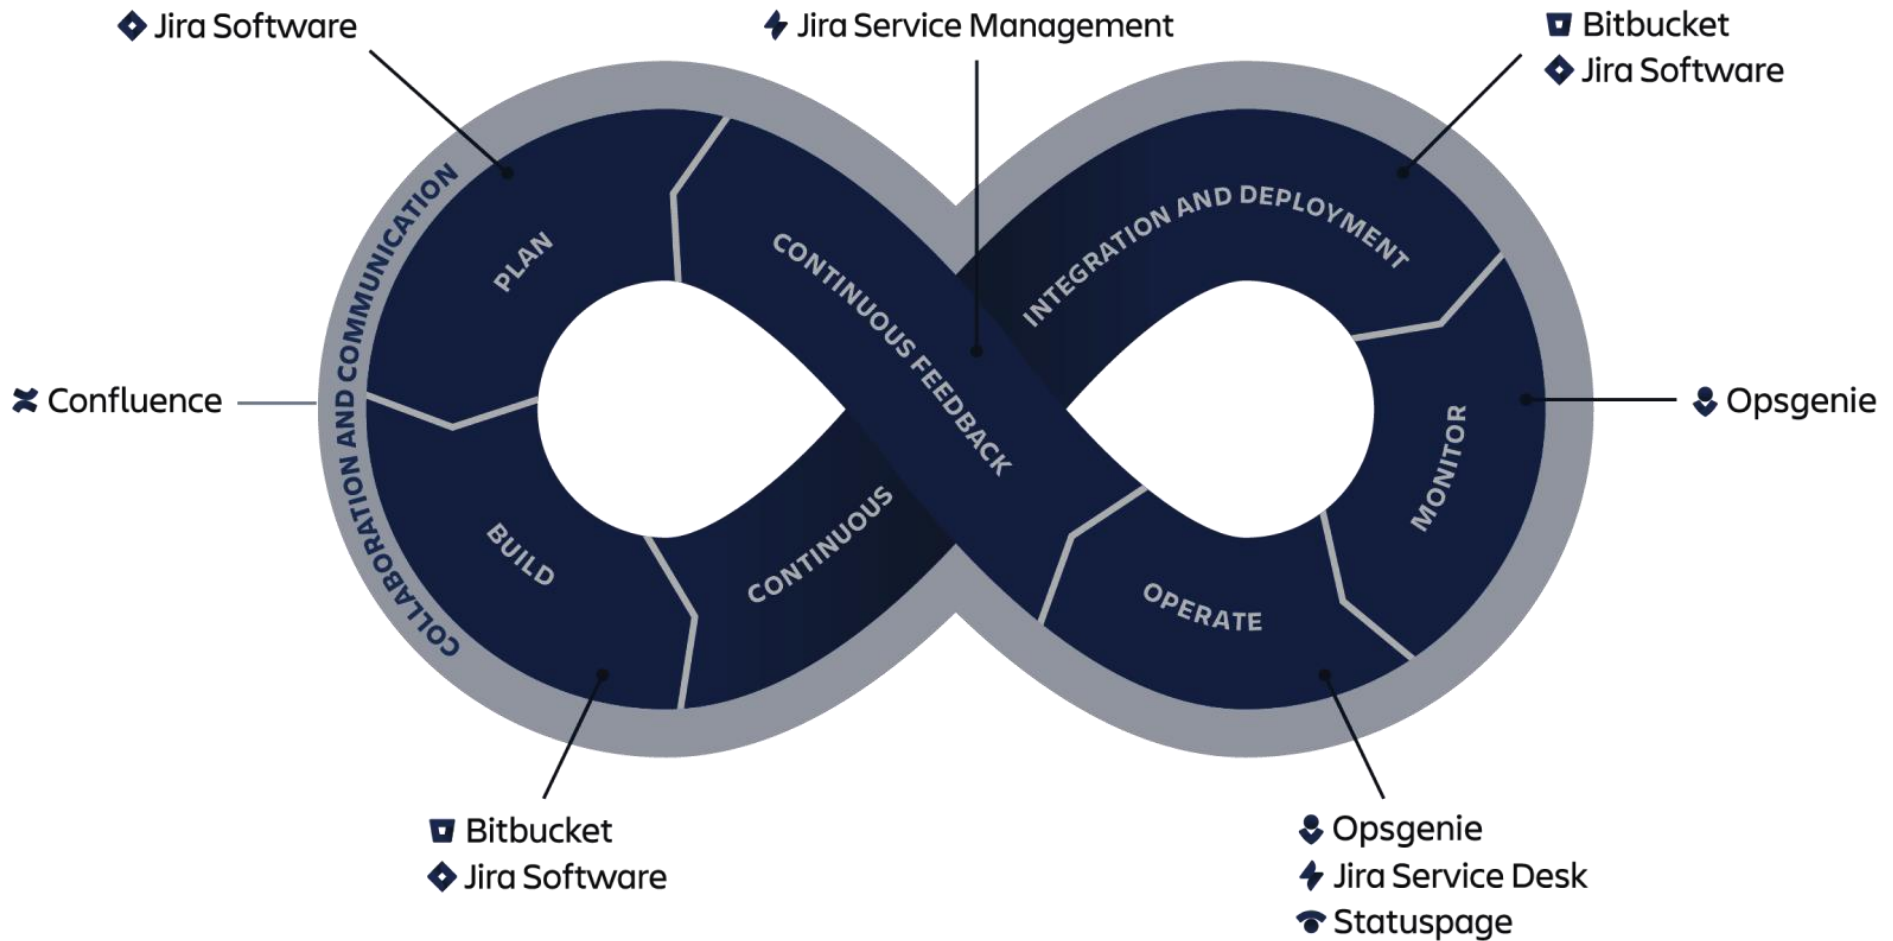 Jira Software
Jira Service Management
Bitbucket
Jira Software
COLLABORATION AND COMMUNICATION
PLAN
CONTINUOUS FEEDBACK
INTEGRATION AND DEPLOYMENT
Confluence
Opsgenie
MONITOR
BUILD
CONTINUOUS
OPERATE
Bitbucket
Jira Software
Opsgenie
Jira Service Desk
Statuspage